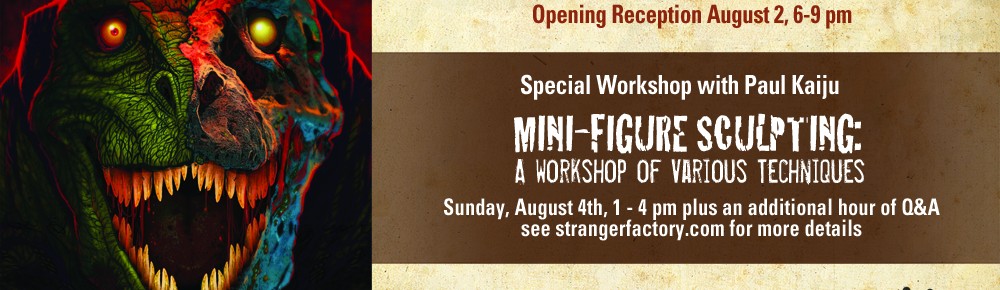 Opening Reception August 2, 6-9 pm
Special Workshop with Paul Kaiju
MINI-FIGURE SCULPTING:
A WORKSHOP OF VARIOUS TECHNIQUES
Sunday, August 4th, 1 - 4 pm plus an additional hour of Q&A
see strangerfactory.com for more details